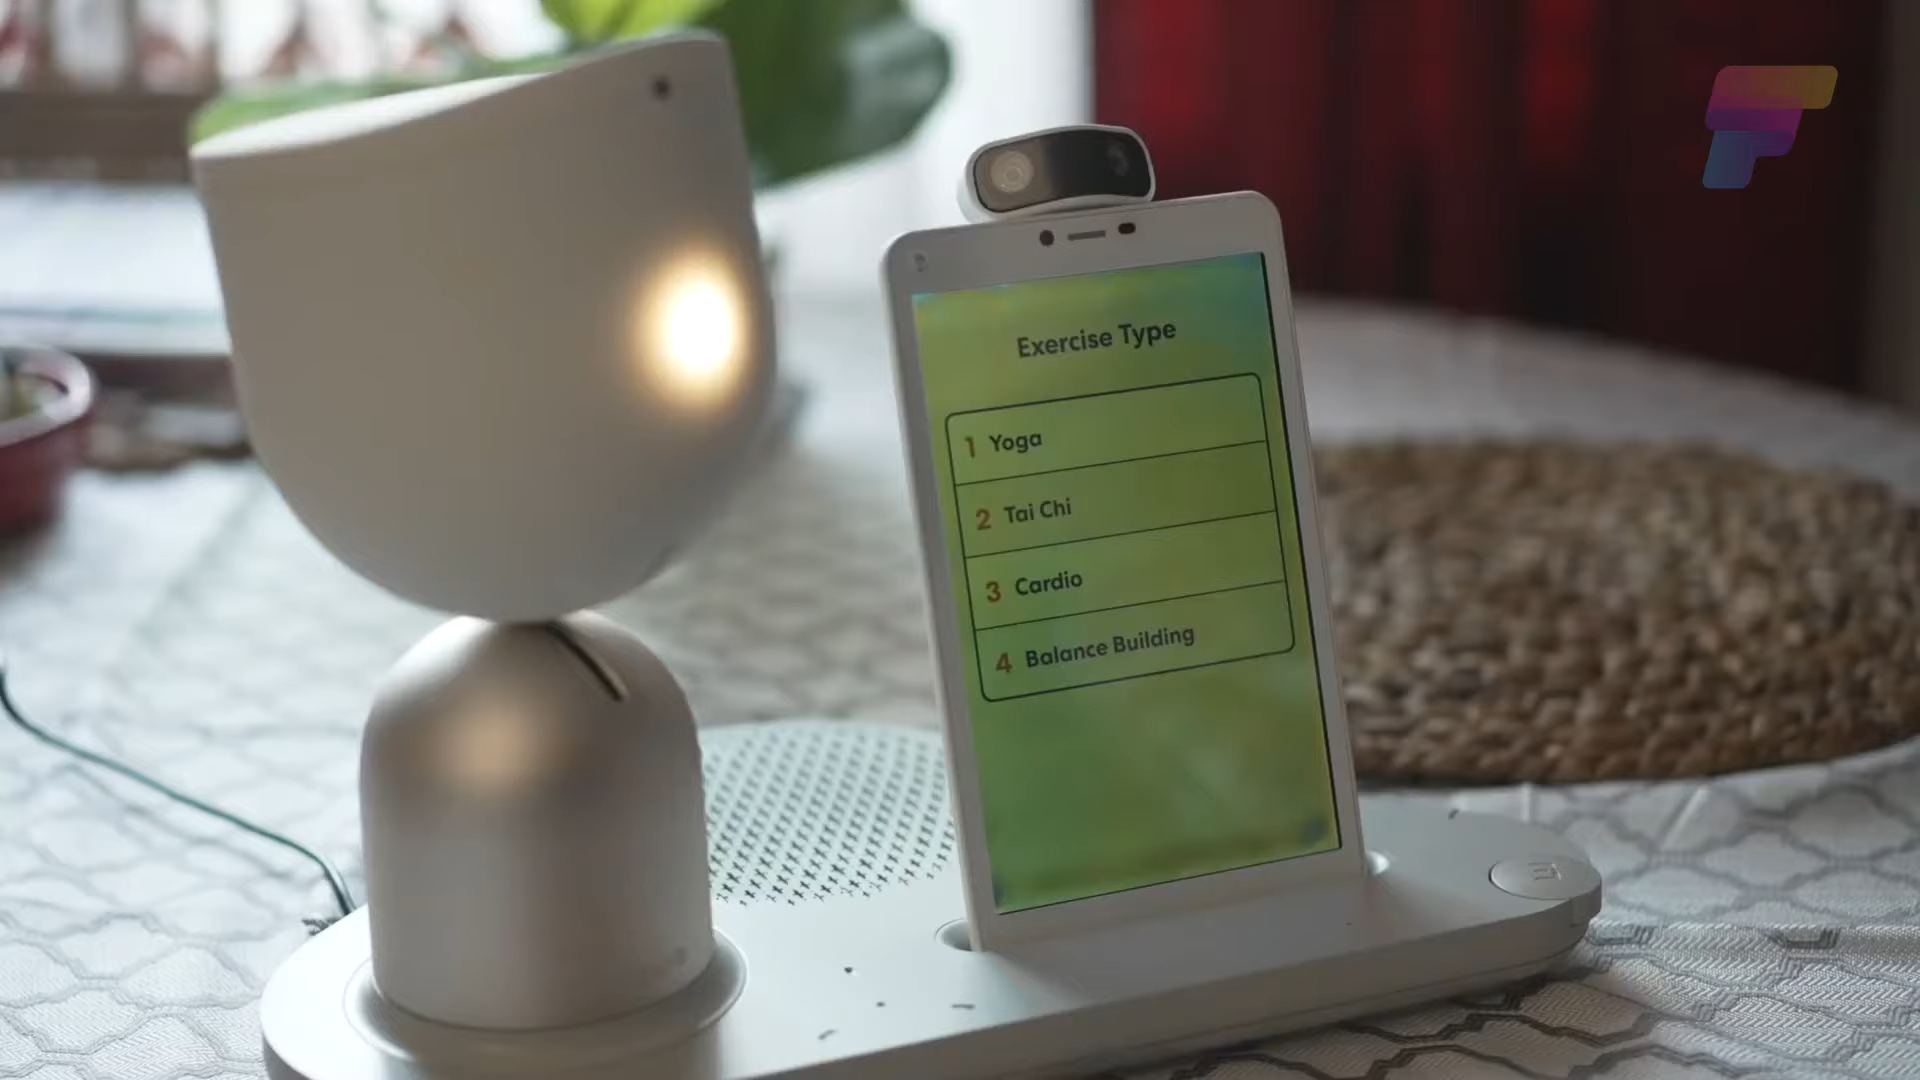 Exercise Type
1 Yoga
2 Tai Chi
3 Cardio
4 Balance Building